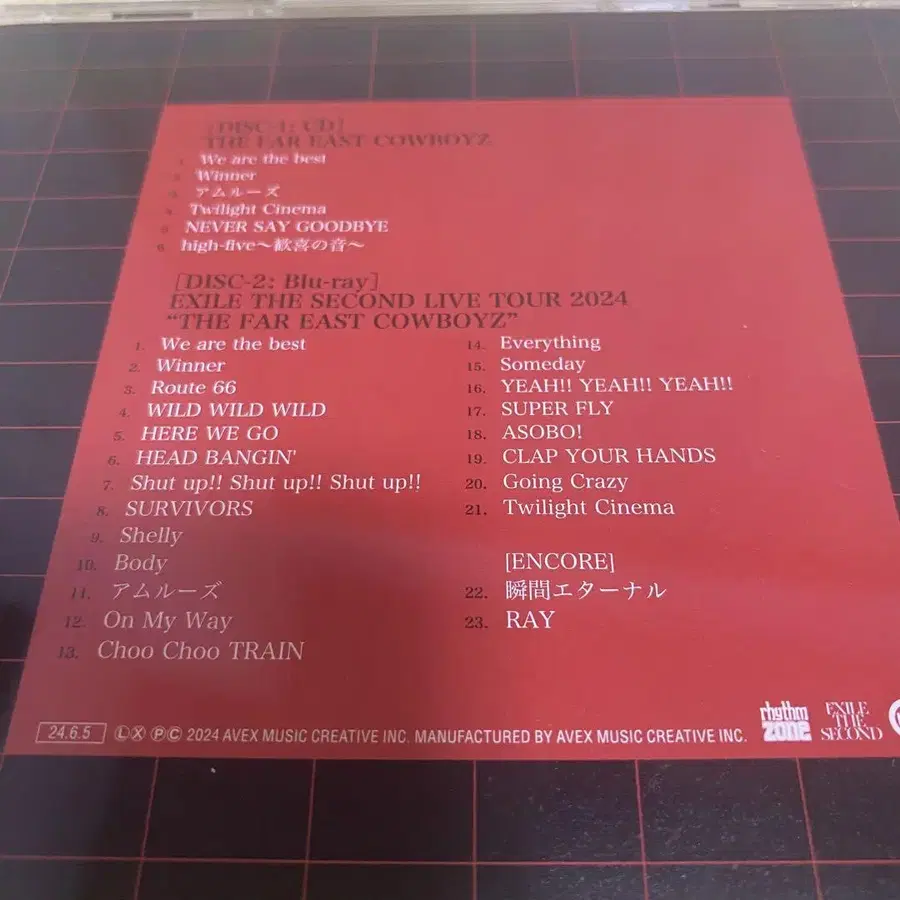 [DISC-1: CD]
THE FAR EAST COWBOYZ
1. We are the best
2. Winner
3. アムルーズ
4. Twilight Cinema
5. NEVER SAY GOODBYE
6. high-five～歓喜の音～
[DISC-2: Blu-ray]
EXILE THE SECOND LIVE TOUR 2024
“THE FAR EAST COWBOYZ”
1. We are the best
2. Winner
3. Route 66
4. WILD WILD WILD
5. HERE WE GO
6. HEAD BANGIN'
7. Shut up!! Shut up!! Shut up!!
8. SURVIVORS
9. Shelly
10. Body
11. アムルーズ
12. On My Way
13. Choo Choo TRAIN
14. Everything
15. Someday
16. YEAH!! YEAH!! YEAH!!
17. SUPER FLY
18. ASOBO!
19. CLAP YOUR HANDS
20. Going Crazy
21. Twilight Cinema
[ENCORE]
22. 瞬間エターナル
23. RAY
24.6.5 Ⓛ Ⓧ Ⓟ Ⓒ 2024 AVEX MUSIC CREATIVE INC. MANUFACTURED BY AVEX MUSIC CREATIVE INC.
rhythm
zone
EXILE
THE
SECOND